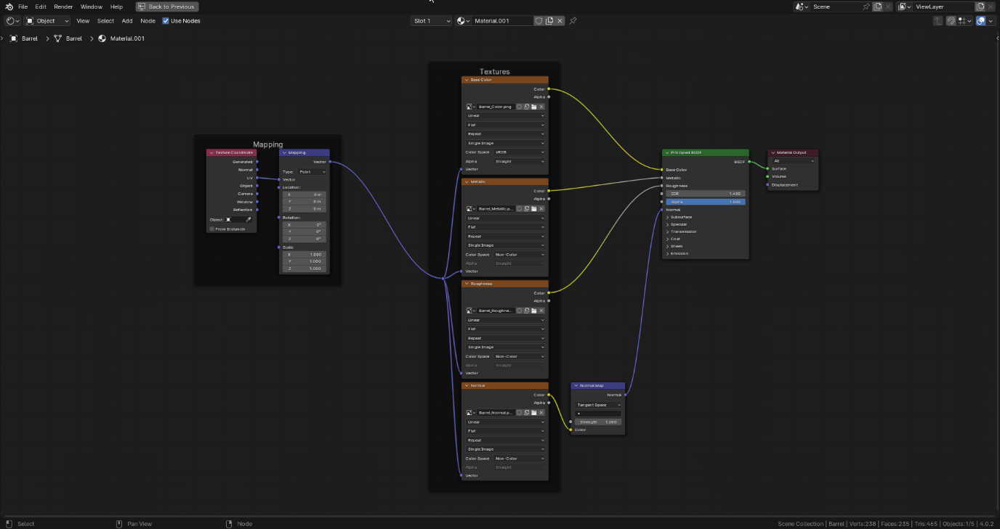 File Edit Render Window Help Back to Previous Scene ViewLayer
Object View Select Add Node Use Nodes Slot 1 Material.001
Barrel Barrel Material.001
Mapping
Texture Coordinate
Generated
Normal
UV
Object
Camera
Window
Reflection
Object:
From Instancer
Mapping
Vector
Type: Point
Vector
Location:
X 0 m
Y 0 m
Z 0 m
Rotation:
X 0°
Y 0°
Z 0°
Scale
X 1.000
Y 1.000
Z 1.000
Textures
Base Color
Color
Alpha
Barrel_Color.png
Linear
Flat
Repeat
Single Image
Color Space sRGB
Alpha Straight
Vector
Metallic
Color
Alpha
Barrel_Metallic.p...
Linear
Flat
Repeat
Single Image
Color Space Non-Color
Alpha Straight
Vector
Roughness
Color
Alpha
Barrel_Roughne...
Linear
Flat
Repeat
Single Image
Color Space Non-Color
Alpha Straight
Vector
Normal
Color
Alpha
Barrel_Normal.p...
Linear
Flat
Repeat
Single Image
Color Space Non-Color
Alpha Straight
Vector
Normal Map
Normal
Tangent Space
Strength 1.000
Color
Principled BSDF
BSDF
Base Color
Metallic
Roughness
IOR 1.450
Alpha 1.000
Normal
Subsurface
Specular
Transmission
Coat
Sheen
Emission
Material Output
All
Surface
Volume
Displacement
Select Pan View Node Scene Collection | Barrel | Verts:238 | Faces:235 | Tris:465 | Objects:1/5 | 4.0.2